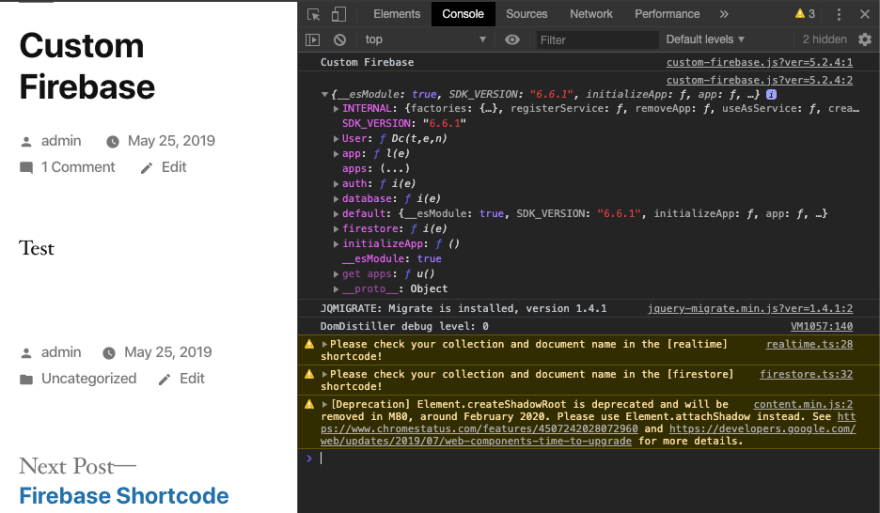 Custom
Firebase
admin May 25, 2019
1 Comment Edit
Test
admin May 25, 2019
Uncategorized Edit
Next Post—
Firebase Shortcode
Elements Console Sources Network Performance » 3
top Filter Default levels ▼ 2 hidden
Custom Firebase custom-firebase.js?ver=5.2.4:1
custom-firebase.js?ver=5.2.4:2
{__esModule: true, SDK_VERSION: "6.6.1", initializeApp: ƒ, app: ƒ, …} i
INTERNAL: {factories: {…}, registerService: ƒ, removeApp: ƒ, useAsService: ƒ, crea…
SDK_VERSION: "6.6.1"
User: ƒ Dc(t,e,n)
app: ƒ l(e)
apps: (...)
auth: ƒ i(e)
database: ƒ i(e)
default: {__esModule: true, SDK_VERSION: "6.6.1", initializeApp: ƒ, app: ƒ, …}
firestore: ƒ i(e)
initializeApp: ƒ ()
__esModule: true
get apps: ƒ u()
__proto__: Object
JQMIGRATE: Migrate is installed, version 1.4.1 jquery-migrate.min.js?ver=1.4.1:2
DomDistiller debug level: 0 VM1057:140
Please check your collection and document name in the [realtime] realtime.ts:28
shortcode!
Please check your collection and document name in the [firestore] firestore.ts:32
shortcode!
[Deprecation] Element.createShadowRoot is deprecated and will be content.min.js:2
removed in M80, around February 2020. Please use Element.attachShadow instead. See htt
ps://www.chromestatus.com/features/4507242028072960 and https://developers.google.com/
web/updates/2019/07/web-components-time-to-upgrade for more details.